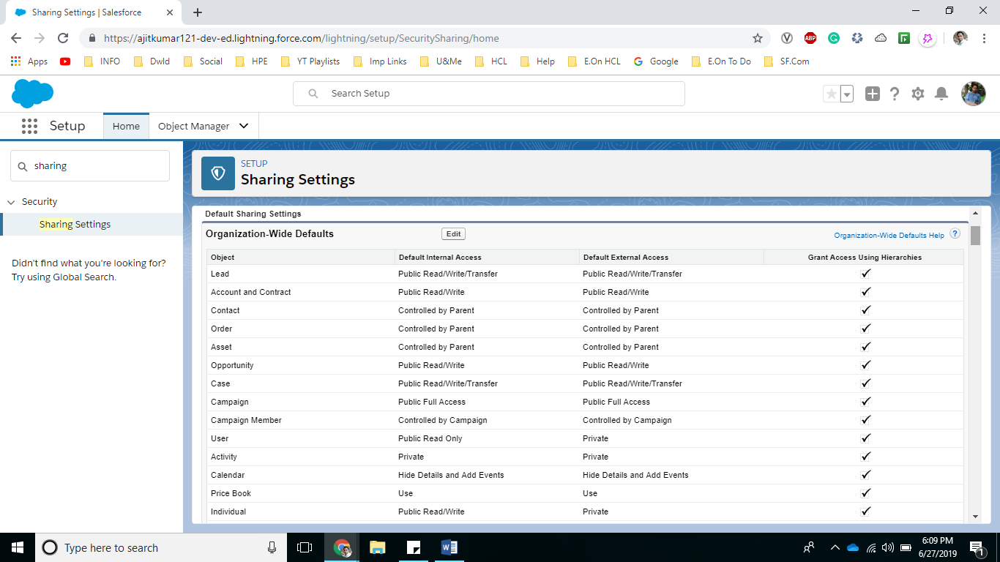 Sharing Settings | Salesforce
https://ajitkumar121-dev-ed.lightning.force.com/lightning/setup/SecuritySharing/home
ABP
Apps INFO Dwld Social HPE YT Playlists Imp Links U&Me HCL Help E.On HCL Google E.On To Do SF.Com
Search Setup
Setup Home Object Manager
sharing
Security
Sharing Settings
Didn't find what you're looking for?
Try using Global Search.
SETUP
Sharing Settings
Default Sharing Settings
Organization-Wide Defaults Edit Organization-Wide Defaults Help ?
Object Default Internal Access Default External Access Grant Access Using Hierarchies
Lead Public Read/Write/Transfer Public Read/Write/Transfer ✓
Account and Contract Public Read/Write Public Read/Write ✓
Contact Controlled by Parent Controlled by Parent ✓
Order Controlled by Parent Controlled by Parent ✓
Asset Controlled by Parent Controlled by Parent ✓
Opportunity Public Read/Write Public Read/Write ✓
Case Public Read/Write/Transfer Public Read/Write/Transfer ✓
Campaign Public Full Access Public Full Access ✓
Campaign Member Controlled by Campaign Controlled by Campaign ✓
User Public Read Only Private ✓
Activity Private Private ✓
Calendar Hide Details and Add Events Hide Details and Add Events ✓
Price Book Use Use ✓
Individual Public Read/Write Private ✓
Type here to search
6:09 PM
6/27/2019
1